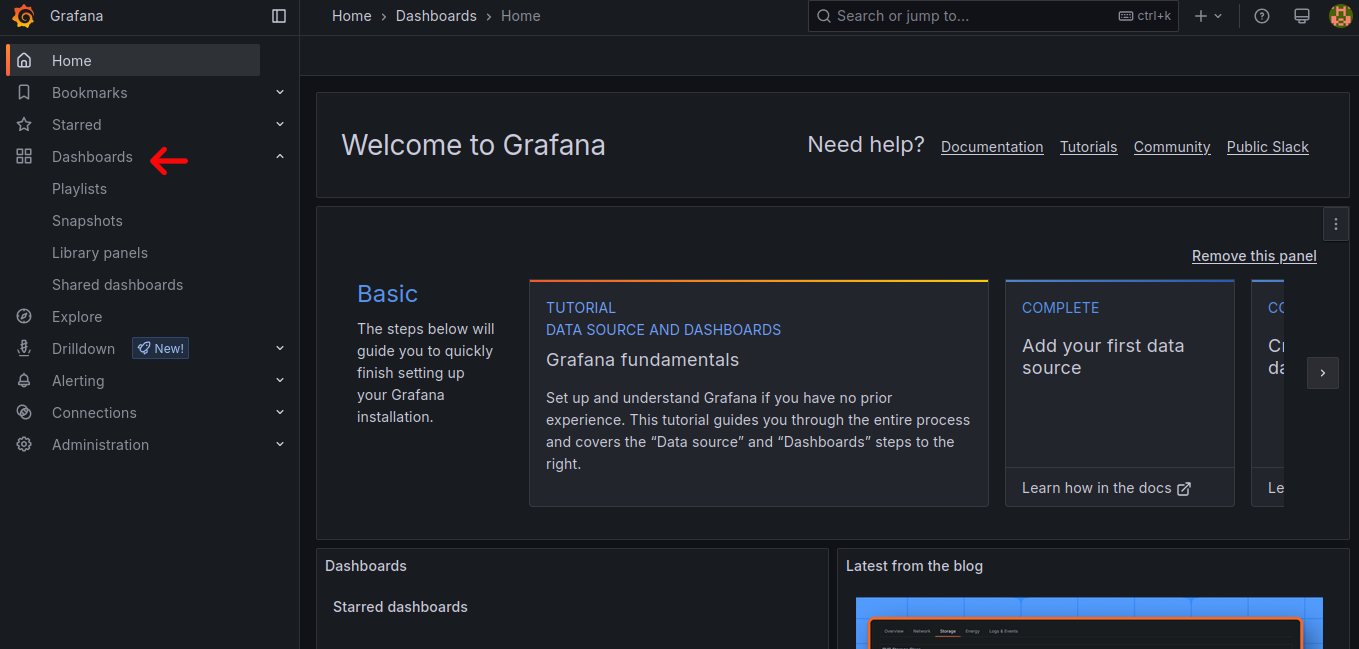 Grafana
Home › Dashboards › Home
Search or jump to...
ctrl+k
Home
Bookmarks
Starred
Dashboards
Playlists
Snapshots
Library panels
Shared dashboards
Explore
Drilldown New!
Alerting
Connections
Administration
Welcome to Grafana
Need help? Documentation Tutorials Community Public Slack
Remove this panel
Basic
The steps below will
guide you to quickly
finish setting up
your Grafana
installation.
TUTORIAL
DATA SOURCE AND DASHBOARDS
Grafana fundamentals
Set up and understand Grafana if you have no prior
experience. This tutorial guides you through the entire process
and covers the “Data source” and “Dashboards” steps to the
right.
COMPLETE
Add your first data
source
Learn how in the docs
Le
Dashboards
Starred dashboards
Latest from the blog
Overview Network Storage Energy Logs & Events